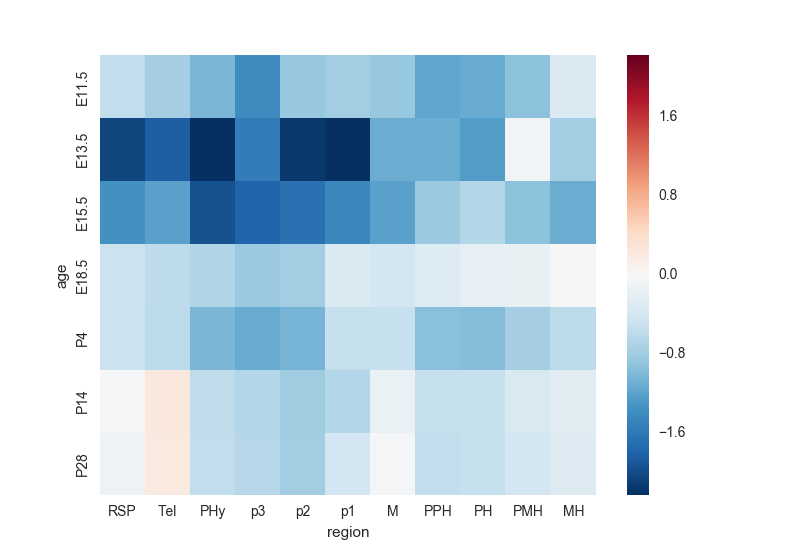 age
E11.5
E13.5
E15.5
E18.5
P4
P14
P28
RSP Tel PHy p3 p2 p1 M PPH PH PMH MH
region
1.6
0.8
0.0
−0.8
−1.6